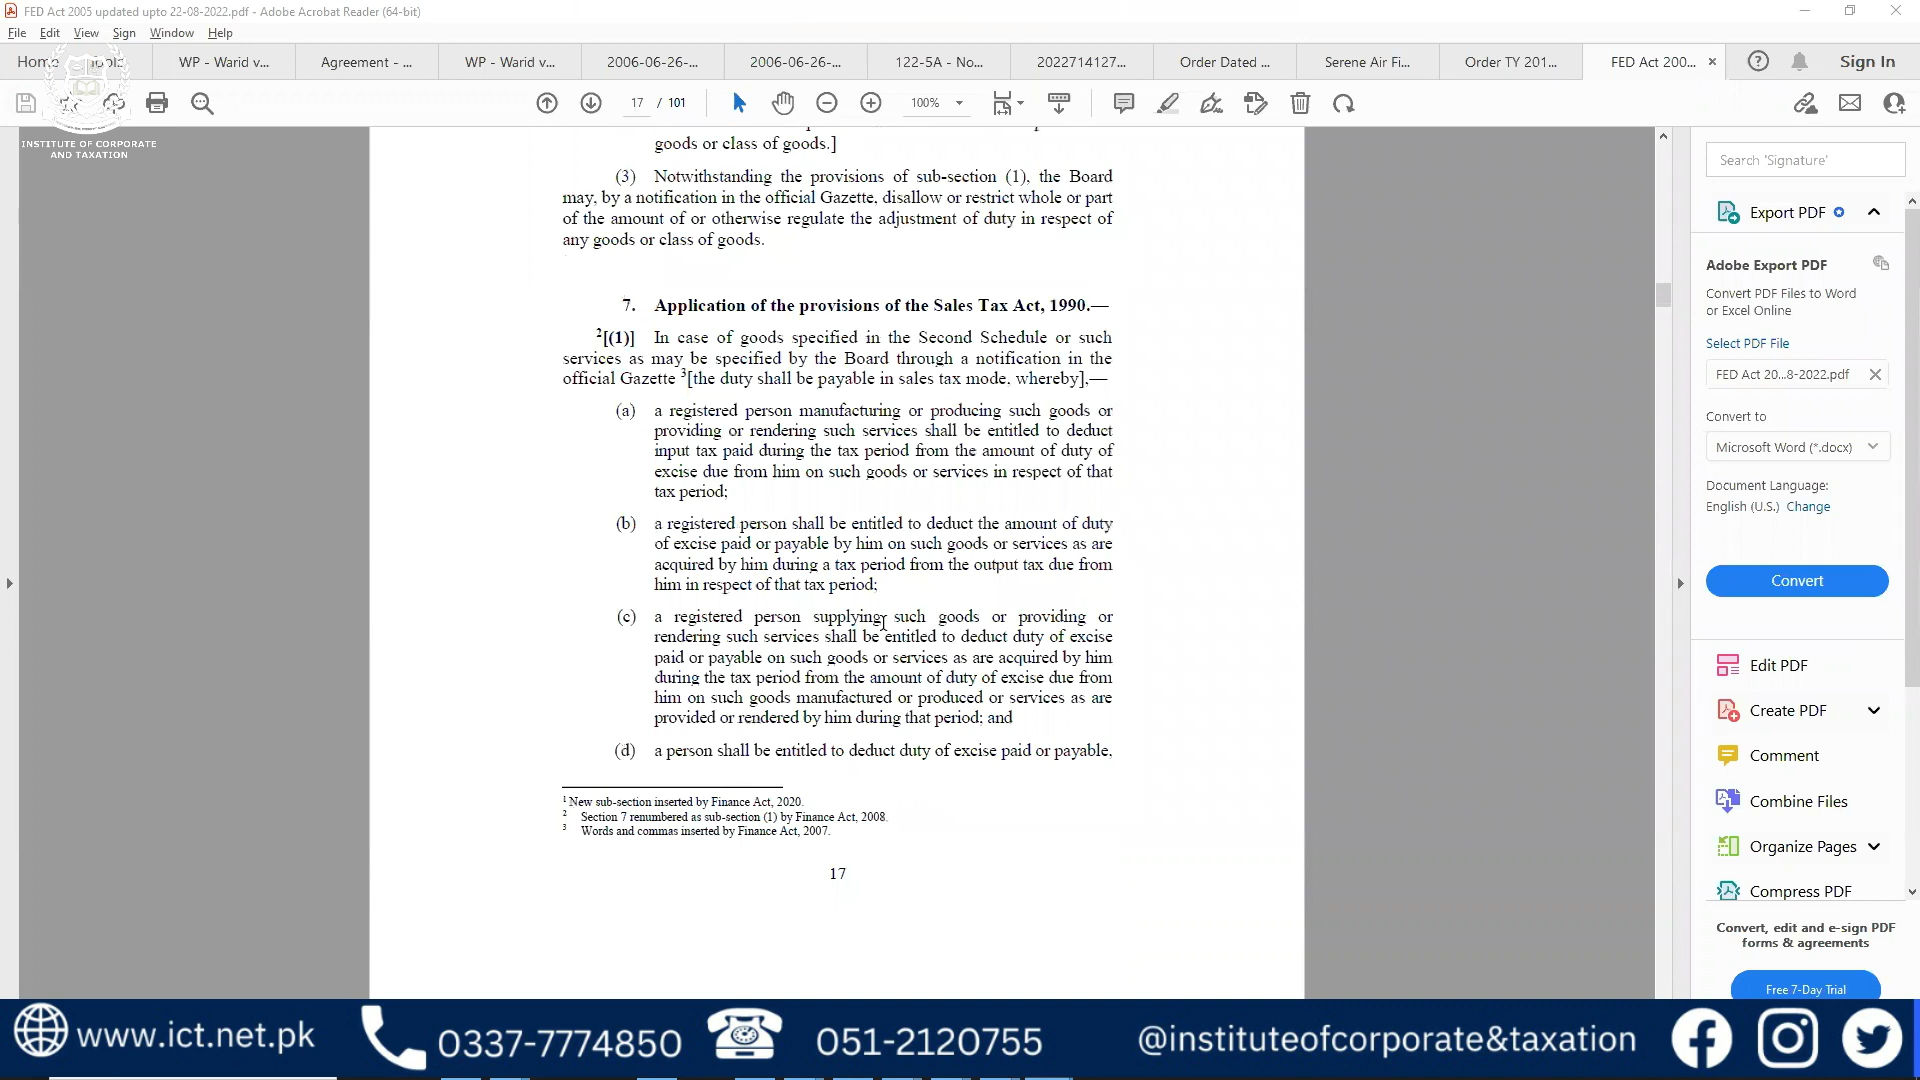 FED Act 2005 updated upto 22-08-2022.pdf - Adobe Acrobat Reader (64-bit)
File Edit View Sign Window Help
Home Tools WP - Warid v... Agreement - ... WP - Warid v... 2006-06-26-... 2006-06-26-... 122-5A - No... 2022714127... Order Dated ... Serene Air Fi... Order TY 201... FED Act 200... Sign In
17 / 101 100%
INSTITUTE OF CORPORATE
AND TAXATION
goods or class of goods.]
(3) Notwithstanding the provisions of sub-section (1), the Board
may, by a notification in the official Gazette, disallow or restrict whole or part
of the amount of or otherwise regulate the adjustment of duty in respect of
any goods or class of goods.
7. Application of the provisions of the Sales Tax Act, 1990.—
2[(1)] In case of goods specified in the Second Schedule or such
services as may be specified by the Board through a notification in the
official Gazette 3[the duty shall be payable in sales tax mode, whereby],—
(a) a registered person manufacturing or producing such goods or
providing or rendering such services shall be entitled to deduct
input tax paid during the tax period from the amount of duty of
excise due from him on such goods or services in respect of that
tax period;
(b) a registered person shall be entitled to deduct the amount of duty
of excise paid or payable by him on such goods or services as are
acquired by him during a tax period from the output tax due from
him in respect of that tax period;
(c) a registered person supplying such goods or providing or
rendering such services shall be entitled to deduct duty of excise
paid or payable on such goods or services as are acquired by him
during the tax period from the amount of duty of excise due from
him on such goods manufactured or produced or services as are
provided or rendered by him during that period; and
(d) a person shall be entitled to deduct duty of excise paid or payable,
1 New sub-section inserted by Finance Act, 2020.
2 Section 7 renumbered as sub-section (1) by Finance Act, 2008.
3 Words and commas inserted by Finance Act, 2007.
17
Search 'Signature'
Export PDF
Adobe Export PDF
Convert PDF Files to Word
or Excel Online
Select PDF File
FED Act 20...8-2022.pdf
Convert to
Microsoft Word (*.docx)
Document Language:
English (U.S.) Change
Convert
Edit PDF
Create PDF
Comment
Combine Files
Organize Pages
Compress PDF
Convert, edit and e-sign PDF
forms & agreements
Free 7-Day Trial
www.ict.net.pk 0337-7774850 051-2120755 @instituteofcorporate&taxation